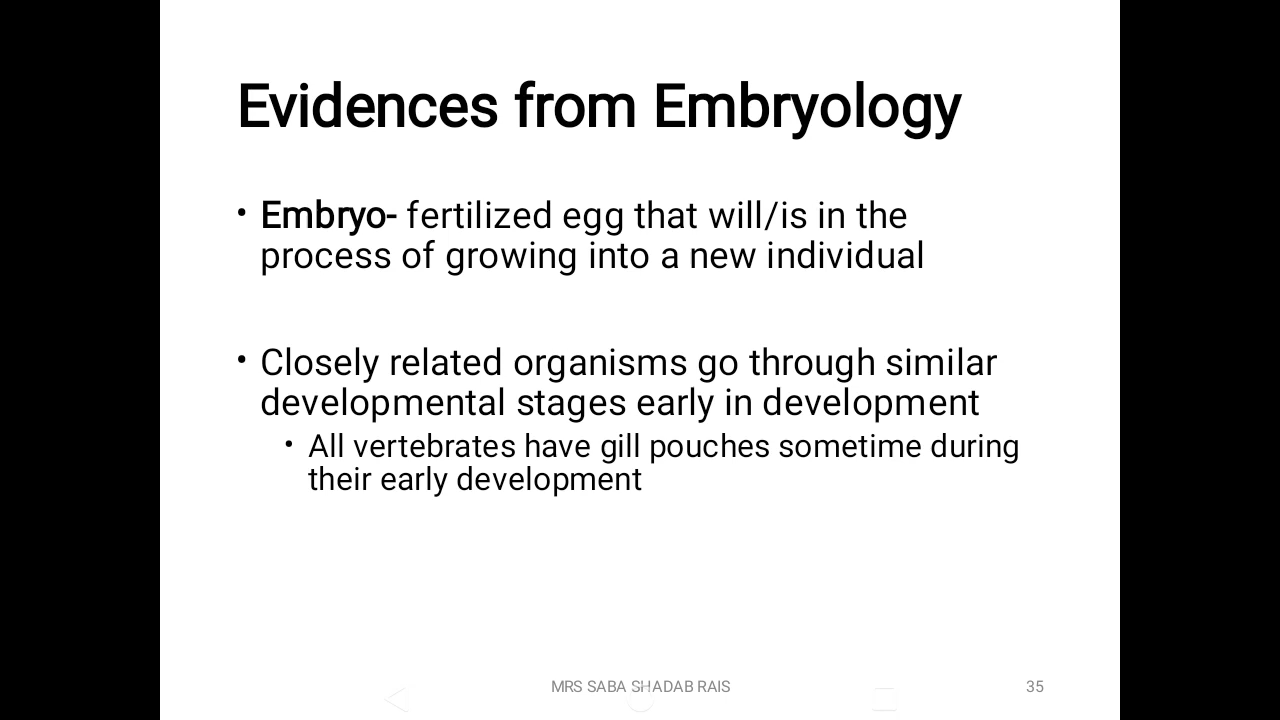 Evidences from Embryology
• Embryo- fertilized egg that will/is in the
process of growing into a new individual
• Closely related organisms go through similar
developmental stages early in development
• All vertebrates have gill pouches sometime during
their early development
MRS SABA SHADAB RAIS
35